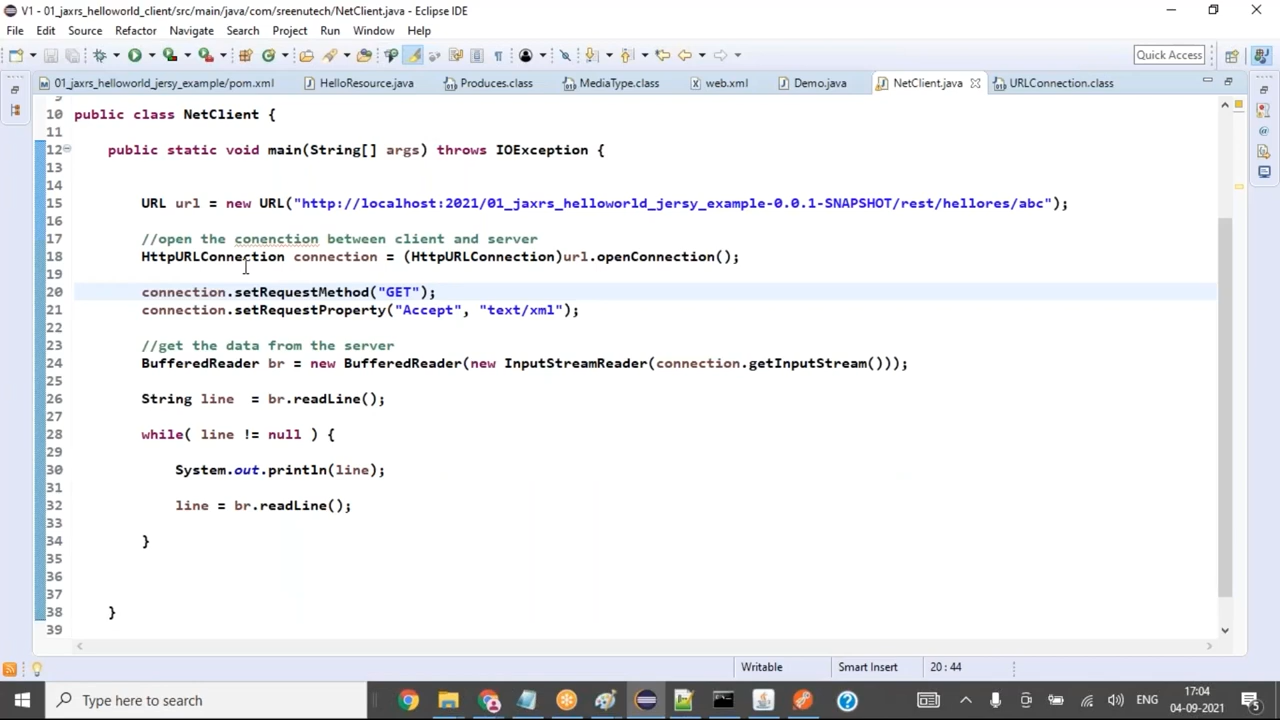 V1 - 01_jaxrs_helloworld_client/src/main/java/com/sreenutech/NetClient.java - Eclipse IDE
File Edit Source Refactor Navigate Search Project Run Window Help
Quick Access
01_jaxrs_helloworld_jersy_example/pom.xml HelloResource.java Produces.class MediaType.class web.xml Demo.java NetClient.java URLConnection.class
9
10 public class NetClient {
11
12 public static void main(String[] args) throws IOException {
13
14
15 URL url = new URL("http://localhost:2021/01_jaxrs_helloworld_jersy_example-0.0.1-SNAPSHOT/rest/hellores/abc");
16
17 //open the conenction between client and server
18 HttpURLConnection connection = (HttpURLConnection)url.openConnection();
19
20 connection.setRequestMethod("GET");
21 connection.setRequestProperty("Accept", "text/xml");
22
23 //get the data from the server
24 BufferedReader br = new BufferedReader(new InputStreamReader(connection.getInputStream()));
25
26 String line  = br.readLine();
27
28 while( line != null ) {
29
30 System.out.println(line);
31
32 line = br.readLine();
33
34 }
35
36
37
38 }
39
Writable Smart Insert 20 : 44
Type here to search ENG 17:04
04-09-2021 5